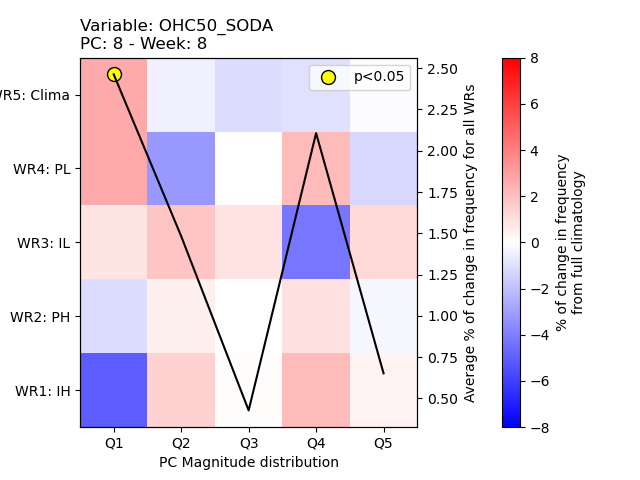 Variable: OHC50_SODA
PC: 8 - Week: 8
p<0.05
WR5: Clima
WR4: PL
WR3: IL
WR2: PH
WR1: IH
Q1 Q2 Q3 Q4 Q5
PC Magnitude distribution
2.50
2.25
2.00
1.75
1.50
1.25
1.00
0.75
0.50
Average % of change in frequency for all WRs
8
6
4
2
0
−2
−4
−6
−8
% of change in frequency
from full climatology